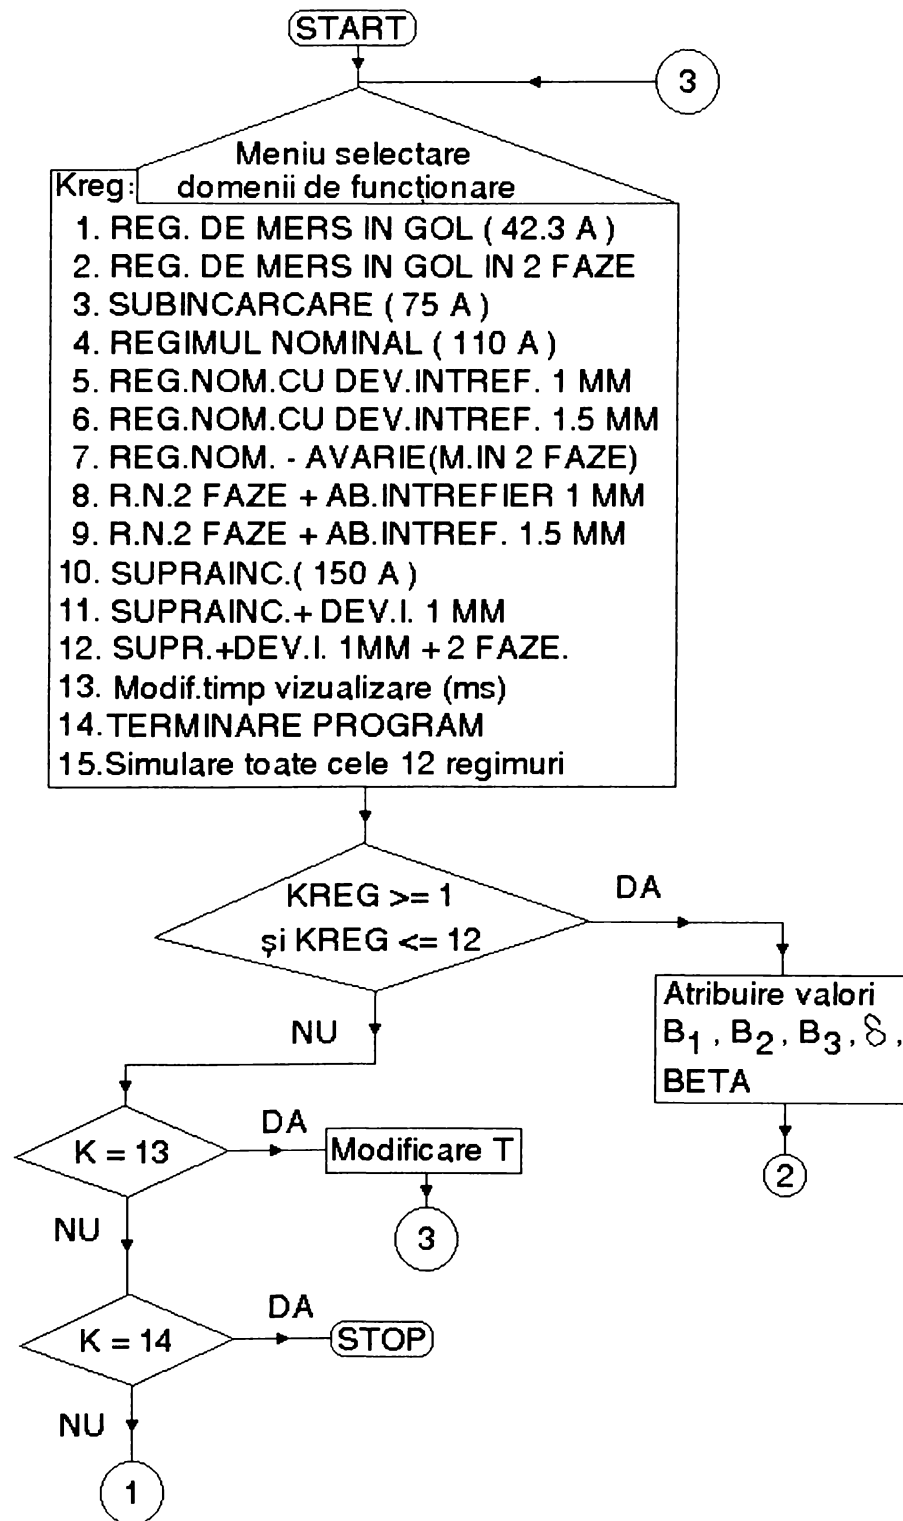 START
3
Meniu selectare
Kreg: domenii de funcționare
1. REG. DE MERS IN GOL ( 42.3 A )
2. REG. DE MERS IN GOL IN 2 FAZE
3. SUBINCARCARE ( 75 A )
4. REGIMUL NOMINAL ( 110 A )
5. REG.NOM.CU DEV.INTREF. 1 MM
6. REG.NOM.CU DEV.INTREF. 1.5 MM
7. REG.NOM. - AVARIE(M.IN 2 FAZE)
8. R.N.2 FAZE + AB.INTREFIER 1 MM
9. R.N.2 FAZE + AB.INTREF. 1.5 MM
10. SUPRAINC.( 150 A )
11. SUPRAINC.+ DEV.I. 1 MM
12. SUPR.+DEV.I. 1MM + 2 FAZE.
13. Modif.timp vizualizare (ms)
14. TERMINARE PROGRAM
15.Simulare toate cele 12 regimuri
KREG >= 1
și KREG <= 12
DA
Atribuire valori
B1 , B2 , B3 , δ ,
BETA
2
NU
K = 13
DA
Modificare T
3
NU
K = 14
DA
STOP
NU
1